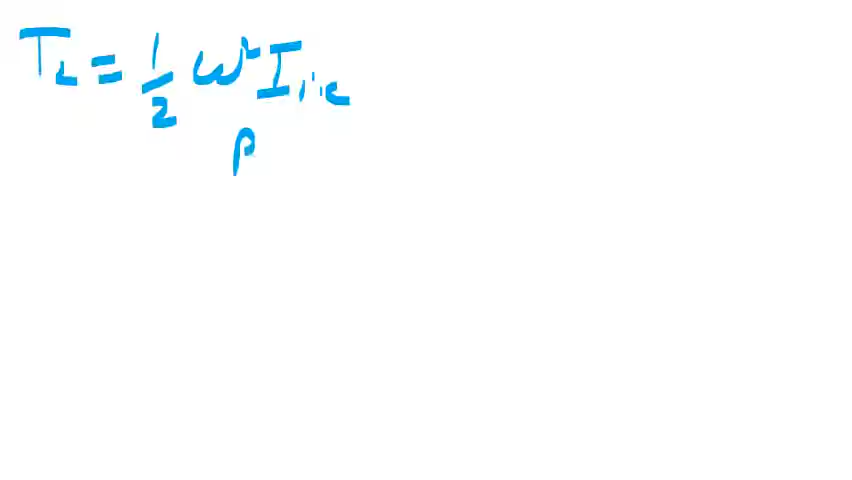 T₂ = 1/2 ω² I
ρ